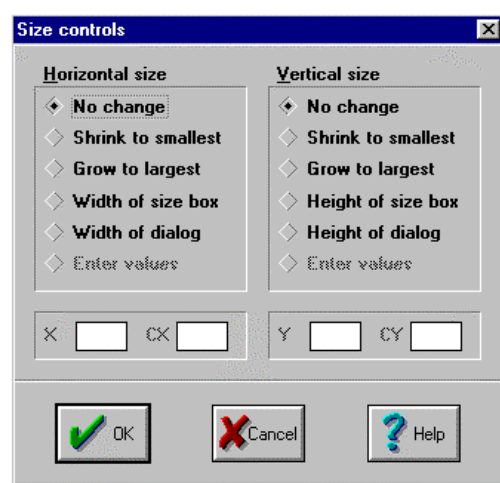 Size controls
Horizontal size
No change
Shrink to smallest
Grow to largest
Width of size box
Width of dialog
Enter values
X CX
Vertical size
No change
Shrink to smallest
Grow to largest
Height of size box
Height of dialog
Enter values
Y CY
OK Cancel Help